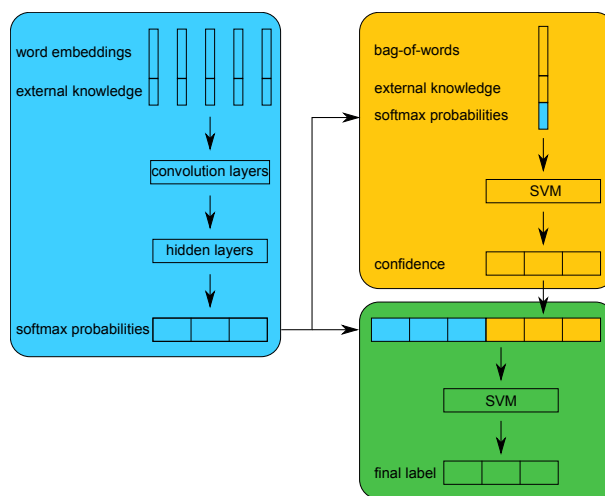 word embeddings
external knowledge
convolution layers
hidden layers
softmax probabilities
bag-of-words
external knowledge
softmax probabilities
SVM
confidence
SVM
final label